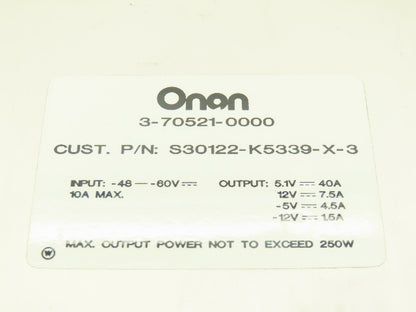 Onan
3-70521-0000
CUST. P/N: S30122-K5339-X-3
INPUT: -48 — -60V⎓ OUTPUT: 5.1V⎓ 40A
10A MAX. 12V⎓ 7.5A
-5V⎓ 4.5A
-12V⎓ 1.5A
W MAX. OUTPUT POWER NOT TO EXCEED 250W